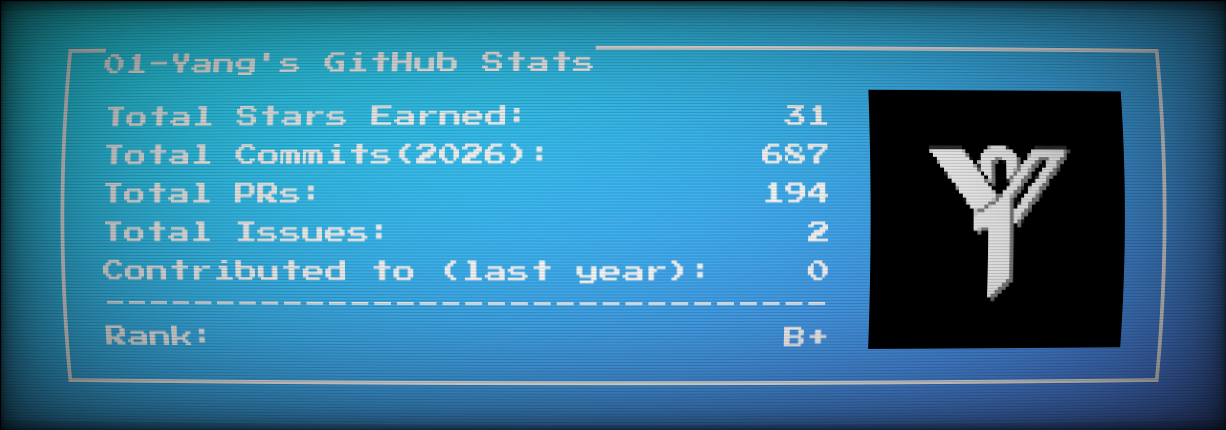 01-Yang's GitHub Stats
Total Stars Earned: 31
Total Commits(2026): 687
Total PRs: 194
Total Issues: 2
Contributed to (last year): 0
Rank: B+